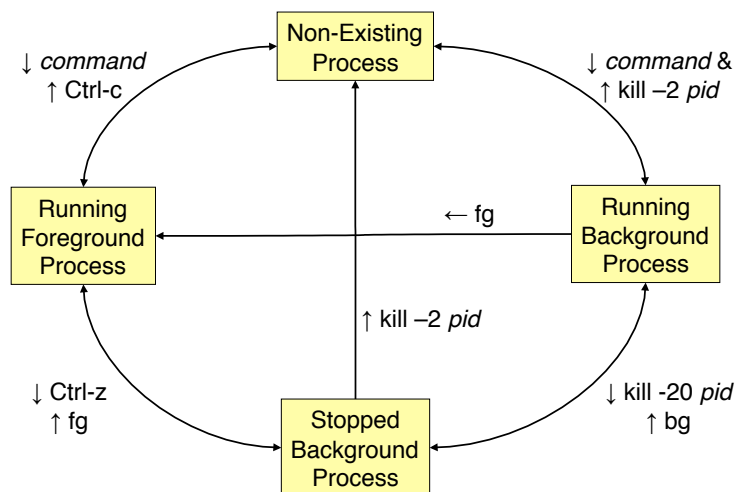 Non-Existing
Process
↓ command
↑ Ctrl-c
↓ command &
↑ kill –2 pid
Running
Foreground
Process
← fg
Running
Background
Process
↑ kill –2 pid
↓ Ctrl-z
↑ fg
Stopped
Background
Process
↓ kill -20 pid
↑ bg